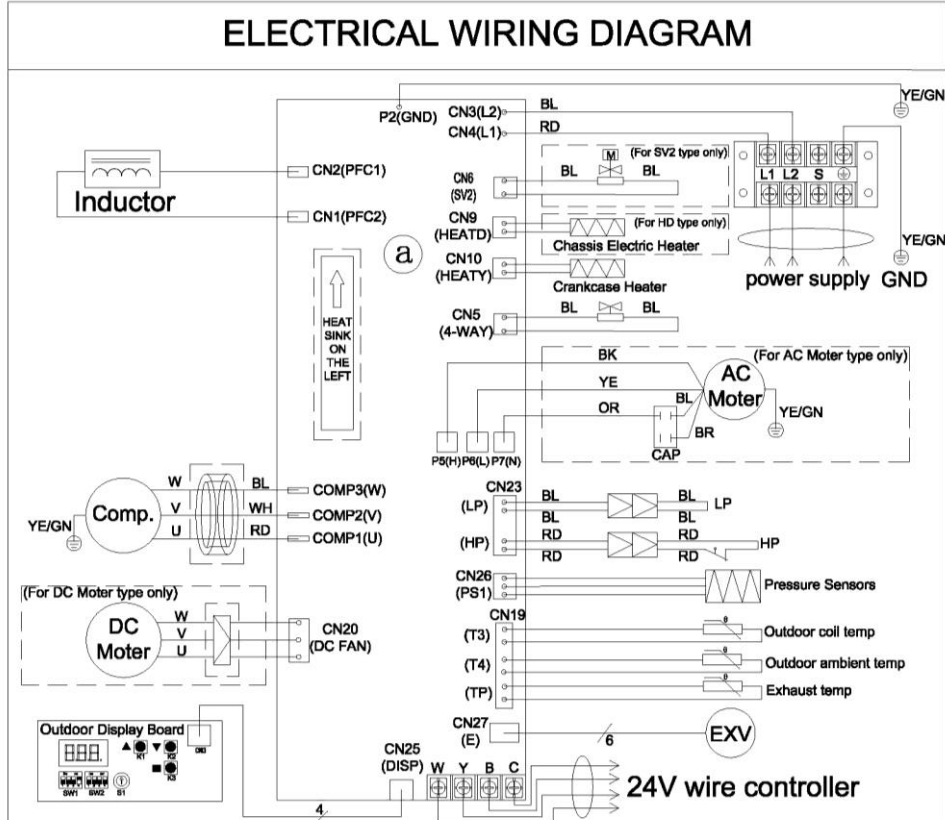 ELECTRICAL WIRING DIAGRAM
P2(GND)
CN3(L2)
BL
YE/GN
CN4(L1)
RD
CN2(PFC1)
Inductor
CN1(PFC2)
(For SV2 type only)
M
CN6
(SV2)
BL
BL
L1
L2
S
CN9
(HEATD)
(For HD type only)
Chassis Electric Heater
YE/GN
a
CN10
(HEATY)
Crankcase Heater
power supply
GND
HEAT
SINK
ON
THE
LEFT
CN5
(4-WAY)
BL
BL
BK
(For AC Moter type only)
YE
AC
Moter
OR
BL
YE/GN
BR
CAP
P5(H)
P6(L)
P7(N)
Comp.
YE/GN
W
BL
COMP3(W)
V
WH
COMP2(V)
U
RD
COMP1(U)
CN23
(LP)
BL
BL
BL
BL
LP
(HP)
RD
RD
RD
RD
HP
CN26
(PS1)
Pressure Sensors
(For DC Moter type only)
DC
Moter
W
V
U
CN20
(DC FAN)
CN19
(T3)
θ
Outdoor coil temp
(T4)
θ
Outdoor ambient temp
(TP)
θ
Exhaust temp
CN27
(E)
6
EXV
Outdoor Display Board
K1
K2
K3
SW1
SW2
S1
CN25
(DISP)
4
W
Y
B
C
24V wire controller